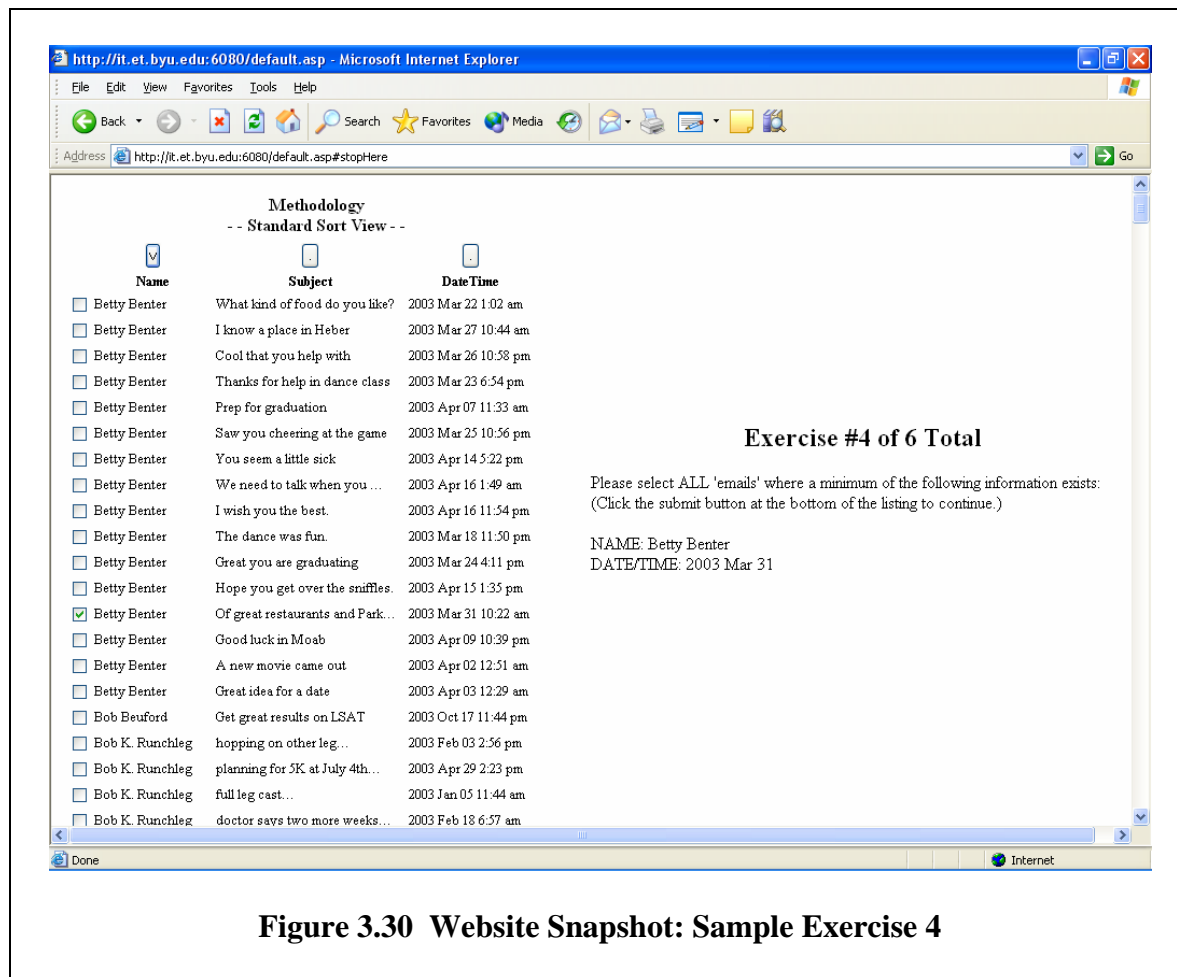 http://it.et.byu.edu:6080/default.asp - Microsoft Internet Explorer
File Edit View Favorites Tools Help
Back Search Favorites Media
Address http://it.et.byu.edu:6080/default.asp#stopHere Go
Methodology
- - Standard Sort View - -
V . .
Name Subject DateTime
Betty Benter What kind of food do you like? 2003 Mar 22 1:02 am
Betty Benter I know a place in Heber 2003 Mar 27 10:44 am
Betty Benter Cool that you help with 2003 Mar 26 10:58 pm
Betty Benter Thanks for help in dance class 2003 Mar 23 6:54 pm
Betty Benter Prep for graduation 2003 Apr 07 11:33 am
Betty Benter Saw you cheering at the game 2003 Mar 25 10:56 pm
Betty Benter You seem a little sick 2003 Apr 14 5:22 pm
Betty Benter We need to talk when you ... 2003 Apr 16 1:49 am
Betty Benter I wish you the best. 2003 Apr 16 11:54 pm
Betty Benter The dance was fun. 2003 Mar 18 11:50 pm
Betty Benter Great you are graduating 2003 Mar 24 4:11 pm
Betty Benter Hope you get over the sniffles. 2003 Apr 15 1:35 pm
Betty Benter Of great restaurants and Park... 2003 Mar 31 10:22 am
Betty Benter Good luck in Moab 2003 Apr 09 10:39 pm
Betty Benter A new movie came out 2003 Apr 02 12:51 am
Betty Benter Great idea for a date 2003 Apr 03 12:29 am
Bob Beuford Get great results on LSAT 2003 Oct 17 11:44 pm
Bob K. Runchleg hopping on other leg... 2003 Feb 03 2:56 pm
Bob K. Runchleg planning for 5K at July 4th... 2003 Apr 29 2:23 pm
Bob K. Runchleg full leg cast... 2003 Jan 05 11:44 am
Bob K. Runchleg doctor says two more weeks... 2003 Feb 18 6:57 am
Exercise #4 of 6 Total
Please select ALL 'emails' where a minimum of the following information exists:
(Click the submit button at the bottom of the listing to continue.)
NAME: Betty Benter
DATE/TIME: 2003 Mar 31
Done Internet
Figure 3.30 Website Snapshot: Sample Exercise 4